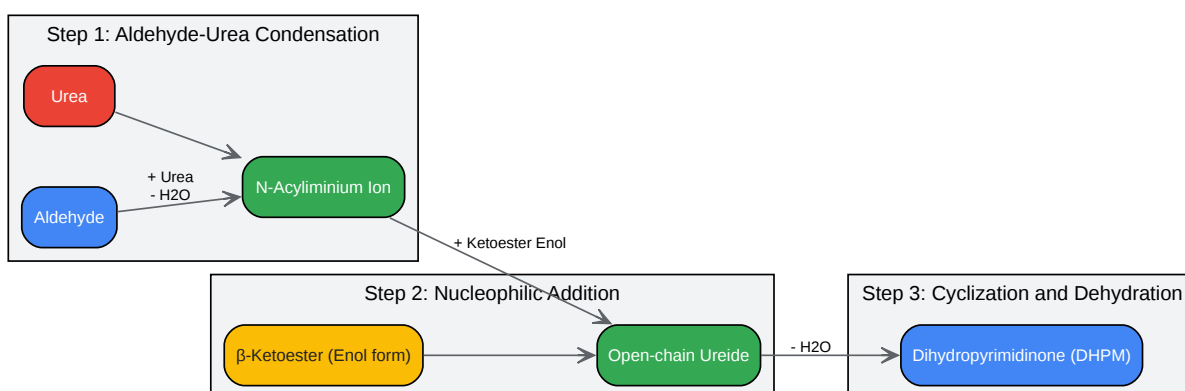 Step 1: Aldehyde-Urea Condensation
Urea
Aldehyde
+ Urea
- H2O
N-Acyliminium Ion
+ Ketoester Enol
Step 2: Nucleophilic Addition
β-Ketoester (Enol form)
Open-chain Ureide
- H2O
Step 3: Cyclization and Dehydration
Dihydropyrimidinone (DHPM)